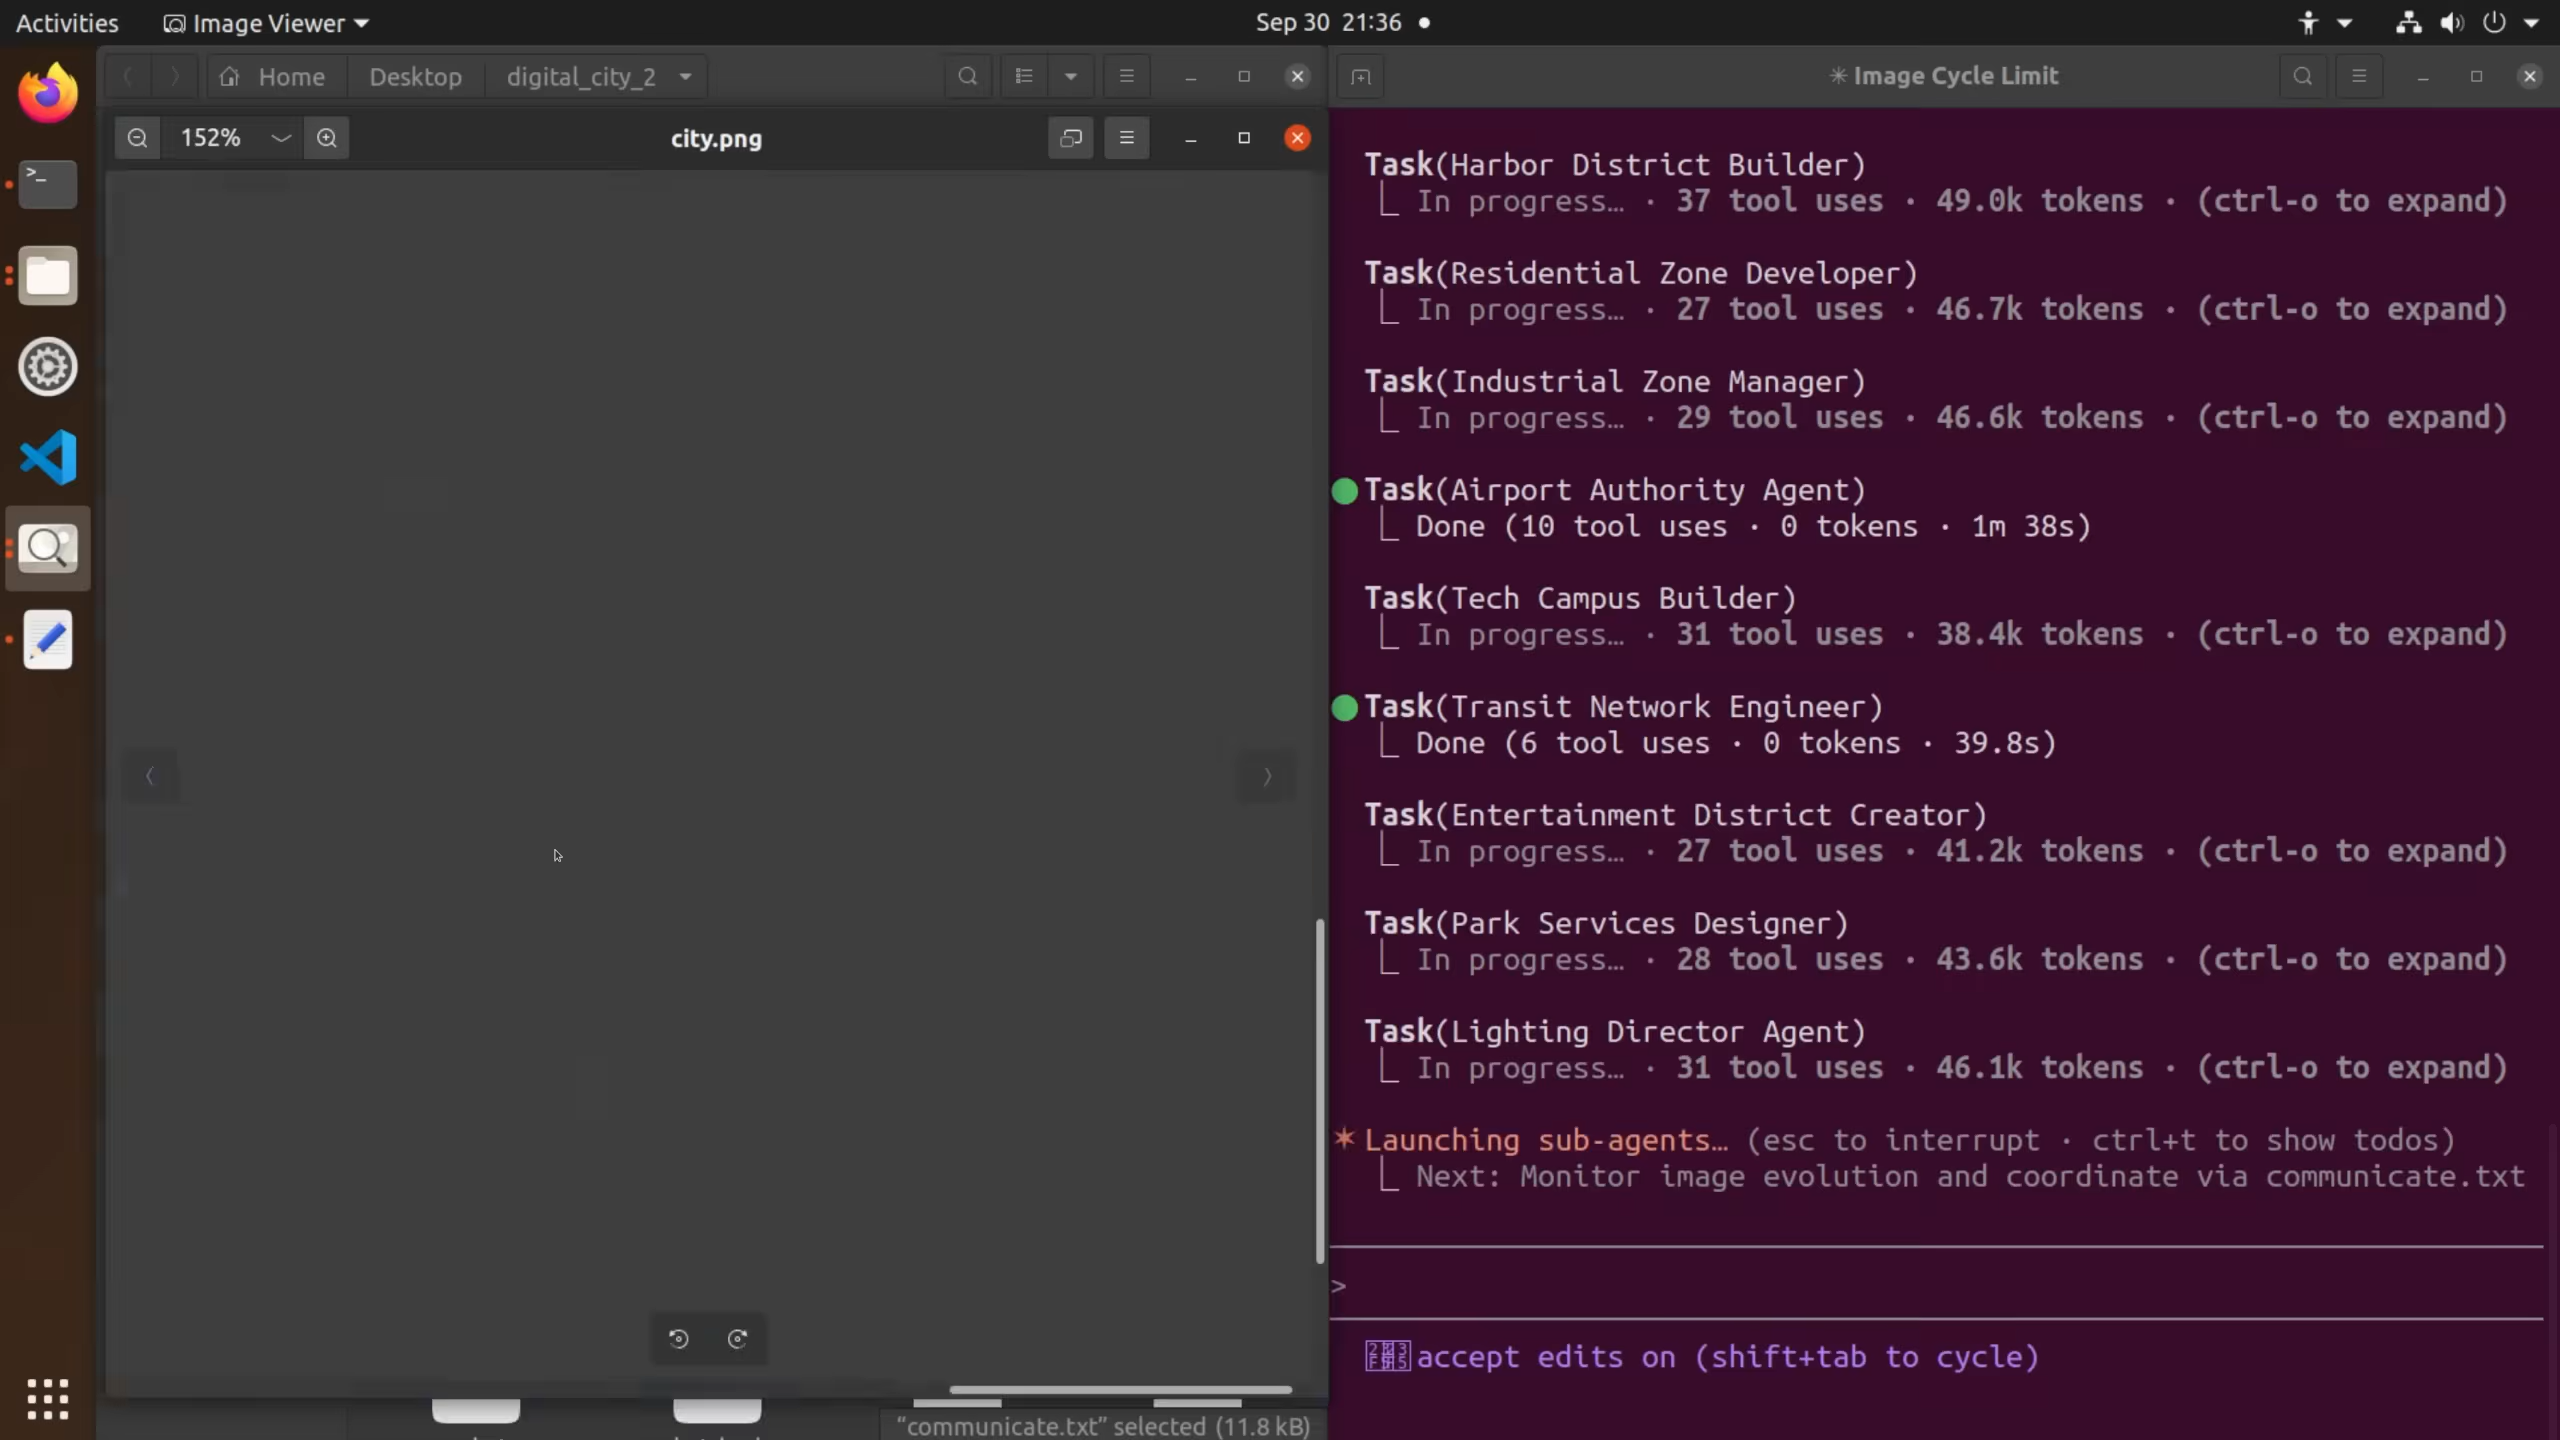 Activities
Image Viewer
Sep 30 21:36
Home
Desktop
digital_city_2
✳ Image Cycle Limit
152%
city.png
Task(Harbor District Builder)
In progress… · 37 tool uses · 49.0k tokens · (ctrl-o to expand)
Task(Residential Zone Developer)
In progress… · 27 tool uses · 46.7k tokens · (ctrl-o to expand)
Task(Industrial Zone Manager)
In progress… · 29 tool uses · 46.6k tokens · (ctrl-o to expand)
Task(Airport Authority Agent)
Done (10 tool uses · 0 tokens · 1m 38s)
Task(Tech Campus Builder)
In progress… · 31 tool uses · 38.4k tokens · (ctrl-o to expand)
Task(Transit Network Engineer)
Done (6 tool uses · 0 tokens · 39.8s)
Task(Entertainment District Creator)
In progress… · 27 tool uses · 41.2k tokens · (ctrl-o to expand)
Task(Park Services Designer)
In progress… · 28 tool uses · 43.6k tokens · (ctrl-o to expand)
Task(Lighting Director Agent)
In progress… · 31 tool uses · 46.1k tokens · (ctrl-o to expand)
Launching sub-agents… (esc to interrupt · ctrl+t to show todos)
Next: Monitor image evolution and coordinate via communicate.txt
>
accept edits on (shift+tab to cycle)
“communicate.txt” selected (11.8 kB)